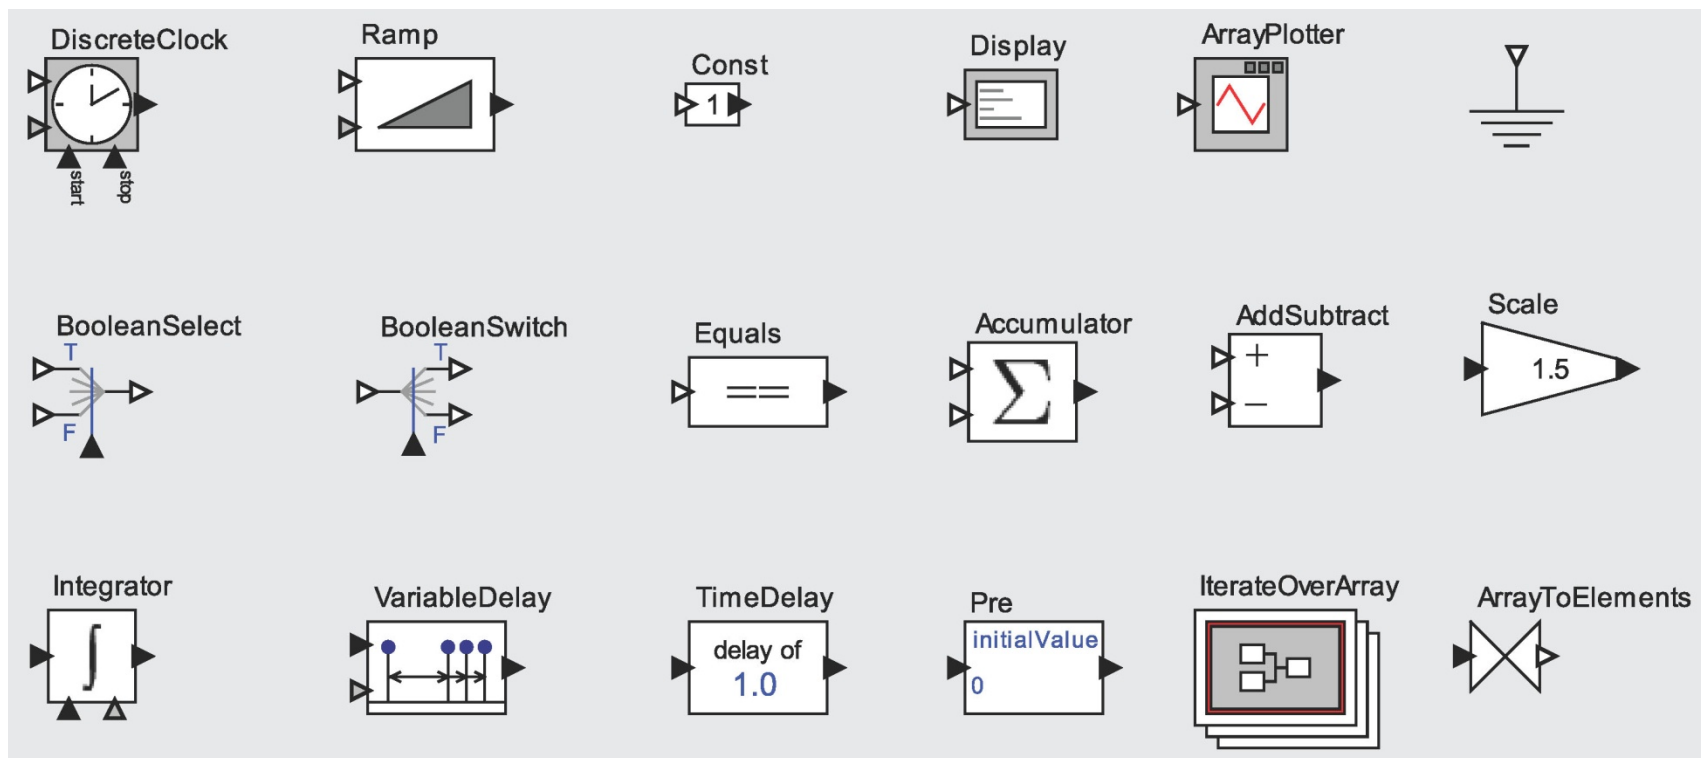 DiscreteClock
Ramp
Const
Display
ArrayPlotter
1
start
stop
BooleanSelect
BooleanSwitch
Equals
Accumulator
AddSubtract
Scale
T
F
T
F
==
Σ
+
−
1.5
Integrator
VariableDelay
TimeDelay
Pre
IterateOverArray
ArrayToElements
∫
delay of
1.0
initialValue
0